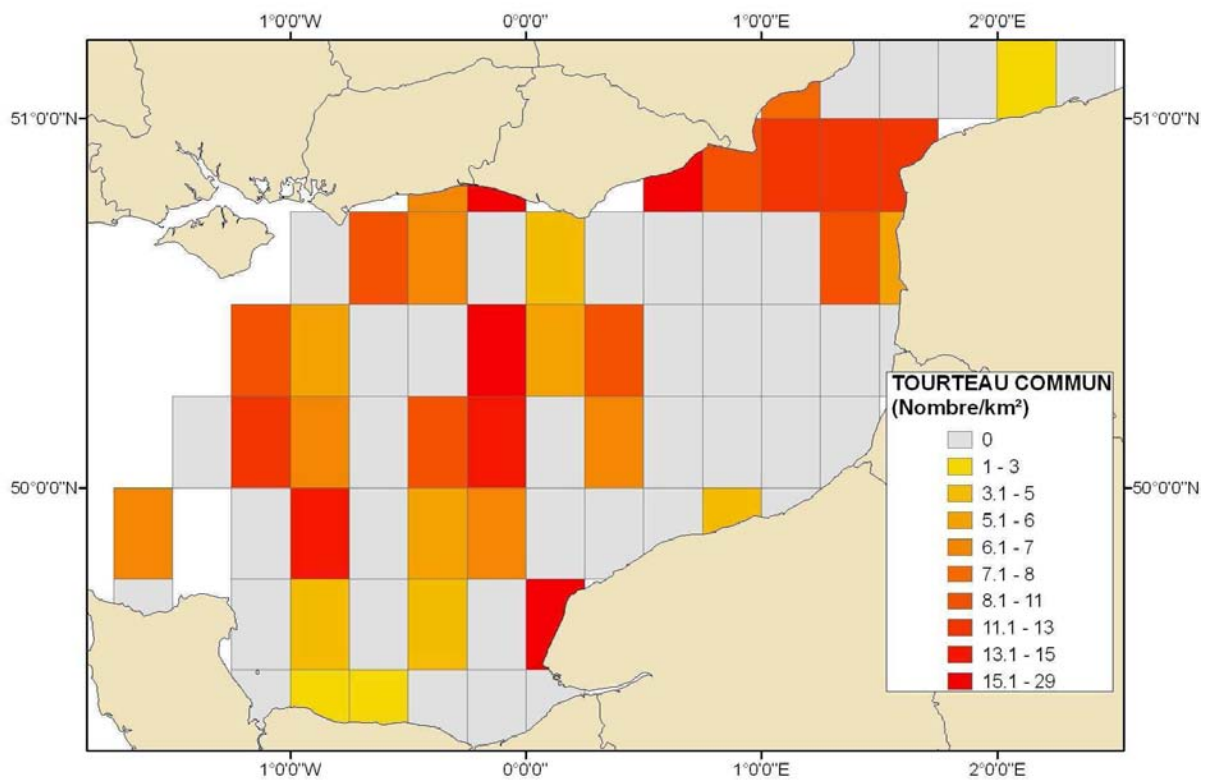 1°0'0"W 0°0'0" 1°0'0"E 2°0'0"E
51°0'0"N 51°0'0"N
TOURTEAU COMMUN
(Nombre/km²)
0
1 - 3
3.1 - 5
5.1 - 6
6.1 - 7
7.1 - 8
8.1 - 11
11.1 - 13
13.1 - 15
15.1 - 29
50°0'0"N 50°0'0"N
1°0'0"W 0°0'0" 1°0'0"E 2°0'0"E